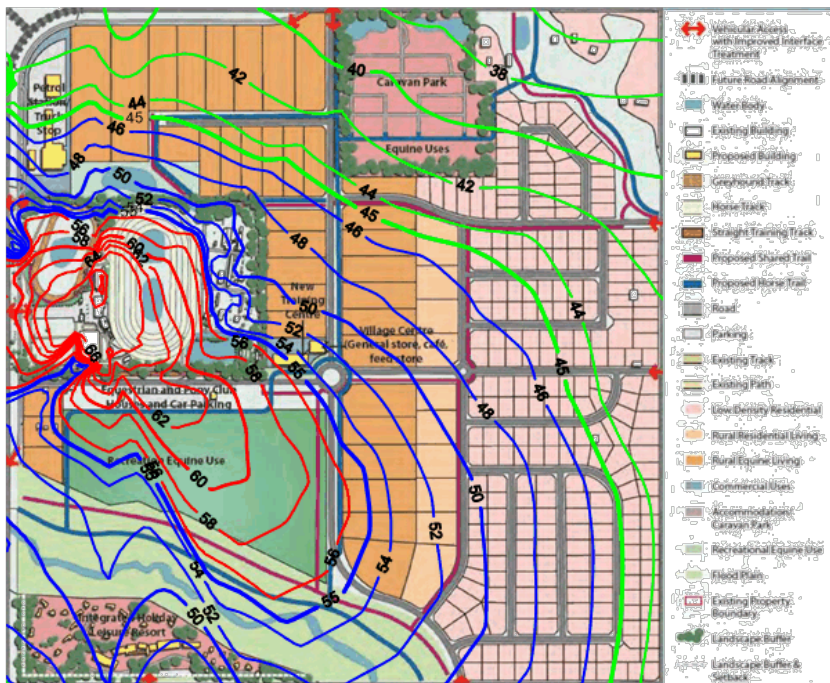 Petrol
Station/
Truck
Stop
Caravan Park
Equine Uses
New
Training
Centre
Village Centre
(General store, café,
feed store
Equestrian and Pony Club
Houses and Car Parking
Recreation Equine Use
Integrated Holiday
Leisure Resort
38
40
42
42
44
45
46
48
50
52
44
45
46
48
50
52
54
55
56
58
64
60
62
66
62
60
58
56
55
54
52
50
44
45
46
48
50
52
54
55
56
54
52
50
Vehicular Access
with Improved Interface
Treatment
Future Road Alignment
Water Body
Existing Building
Proposed Building
Greyhound Track
Horse Track
Straight Training Track
Proposed Shared Trail
Proposed Horse Trail
Road
Parking
Existing Track
Existing Path
Low Density Residential
Rural Residential Living
Rural Equine Living
Commercial Uses
Accommodation/
Caravan Park
Recreational Equine Use
Flood Plain
Existing Property
Boundary
Landscape Buffer
Landscape Buffer &
Setback